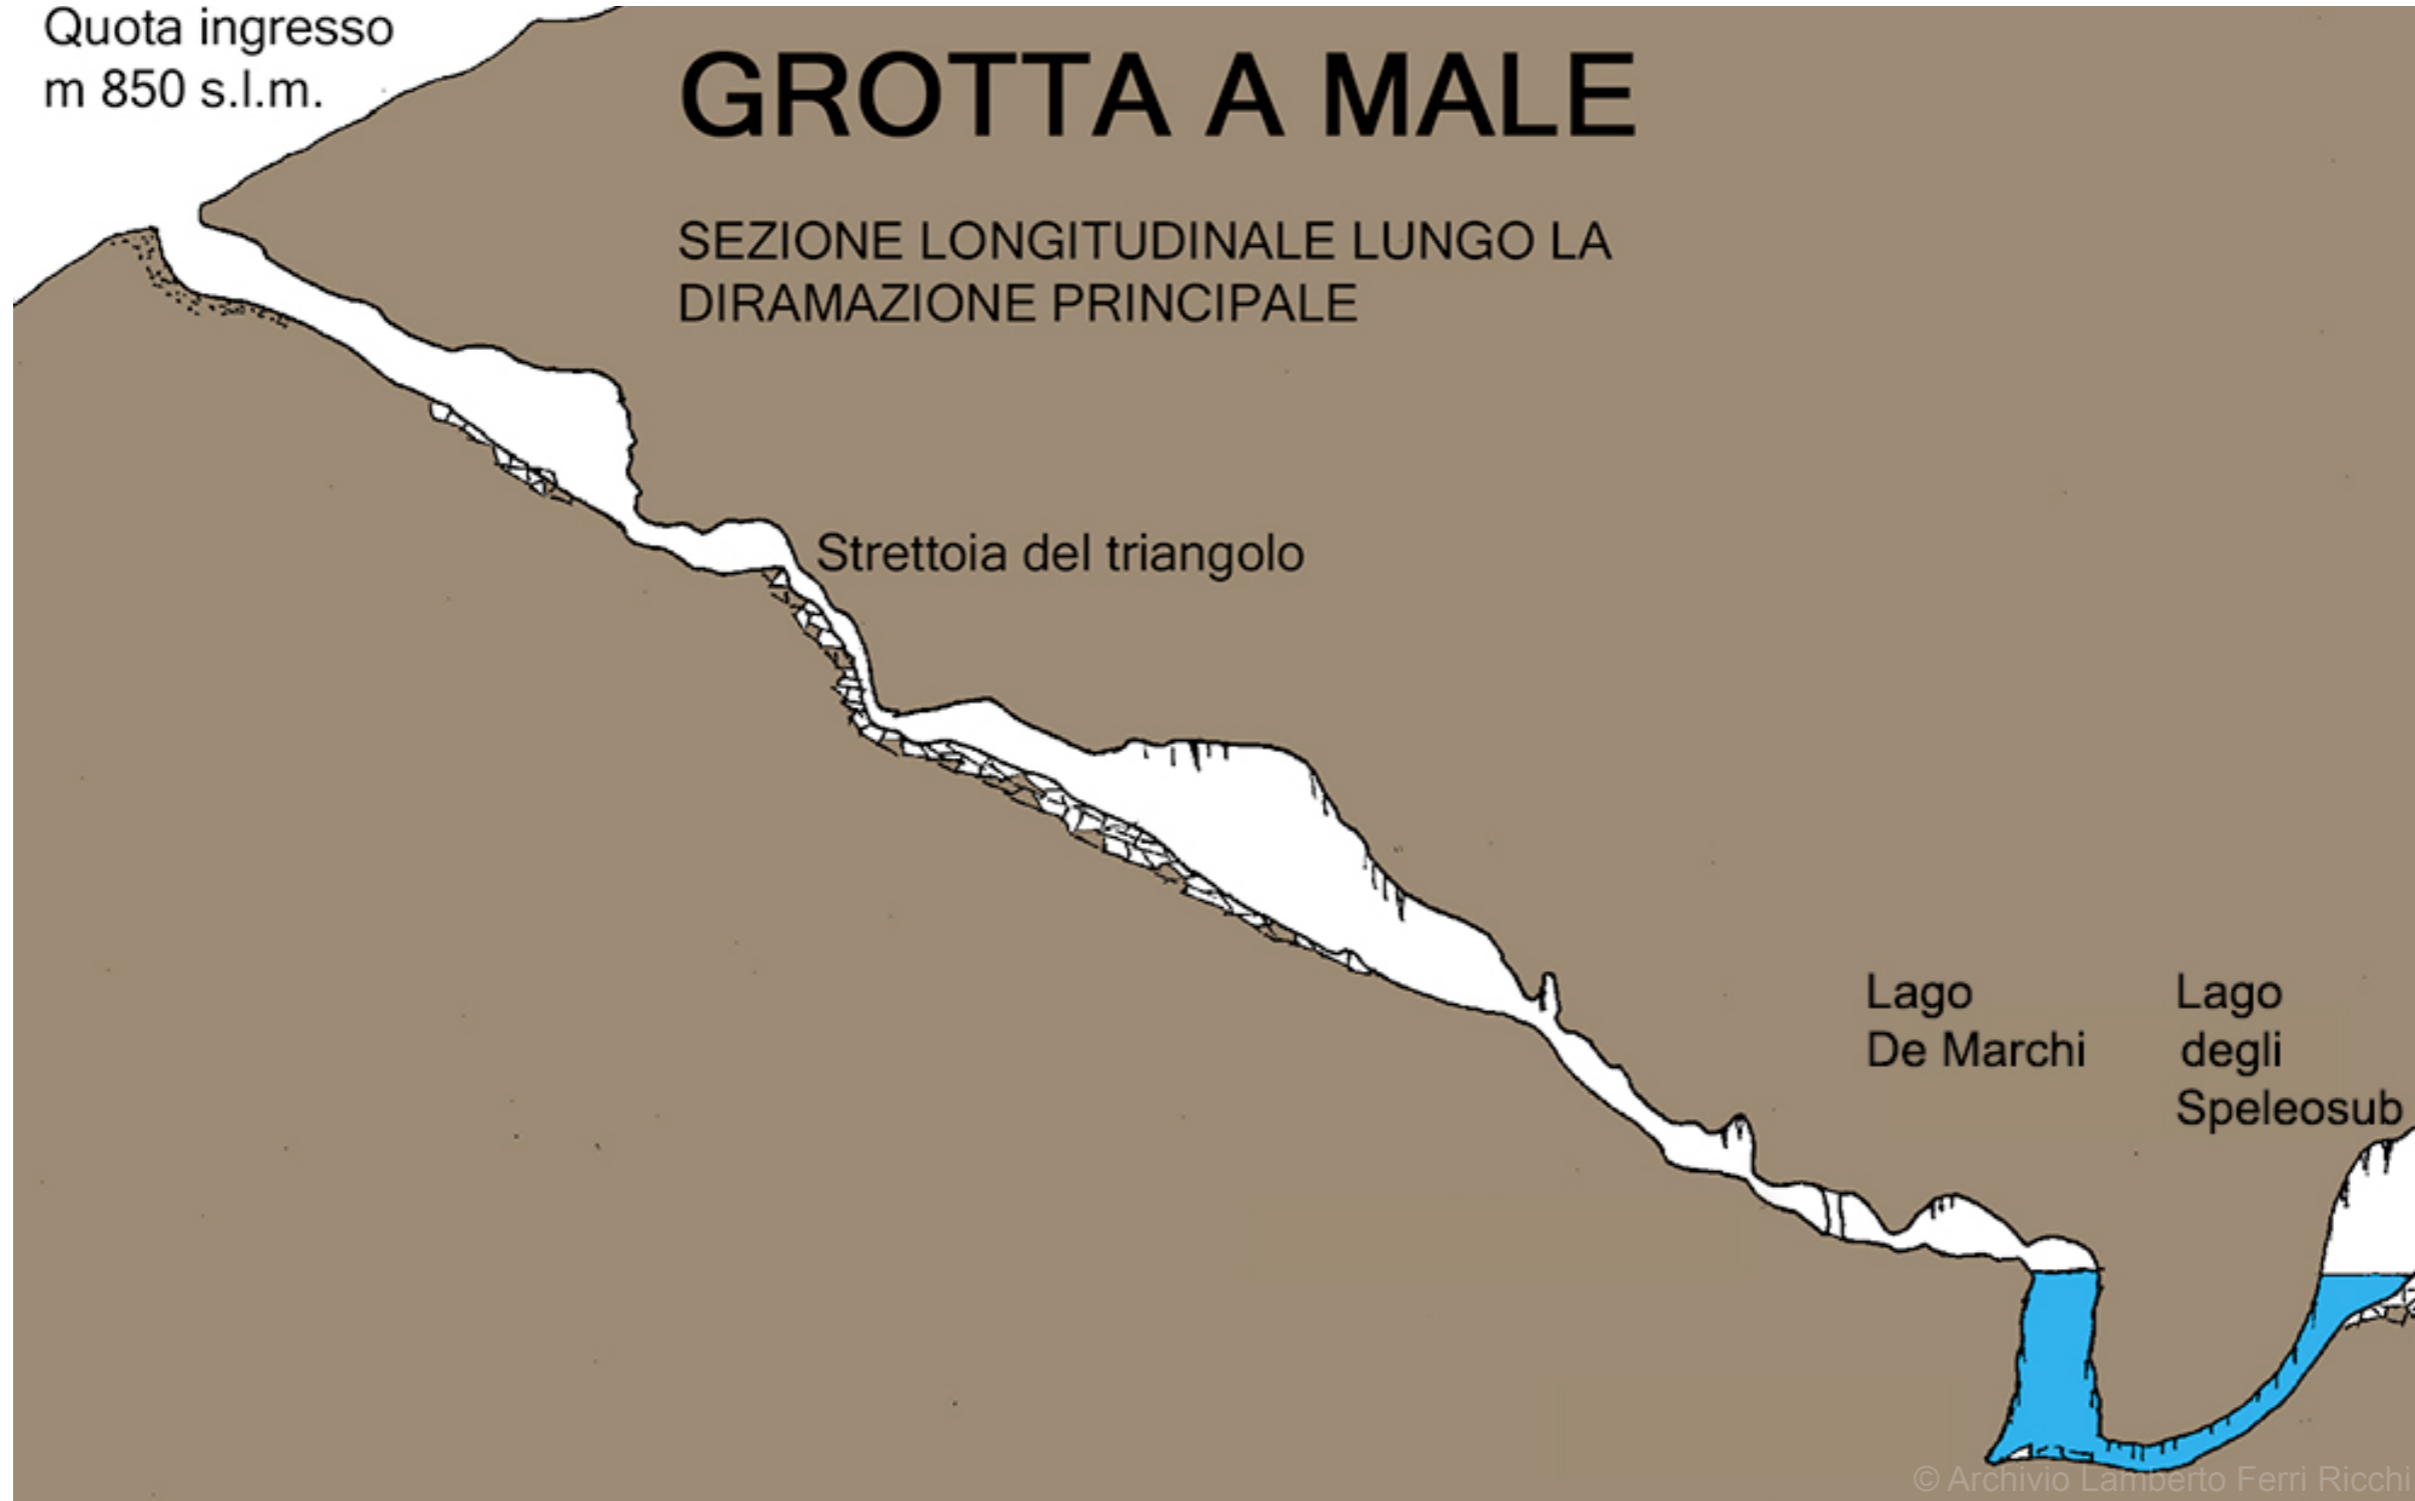 Quota ingresso
m 850 s.l.m.
GROTTA A MALE
SEZIONE LONGITUDINALE LUNGO LA
DIRAMAZIONE PRINCIPALE
Strettoia del triangolo
Lago
De Marchi
Lago
degli
Speleosub
© Archivio Lamberto Ferri Ricchi